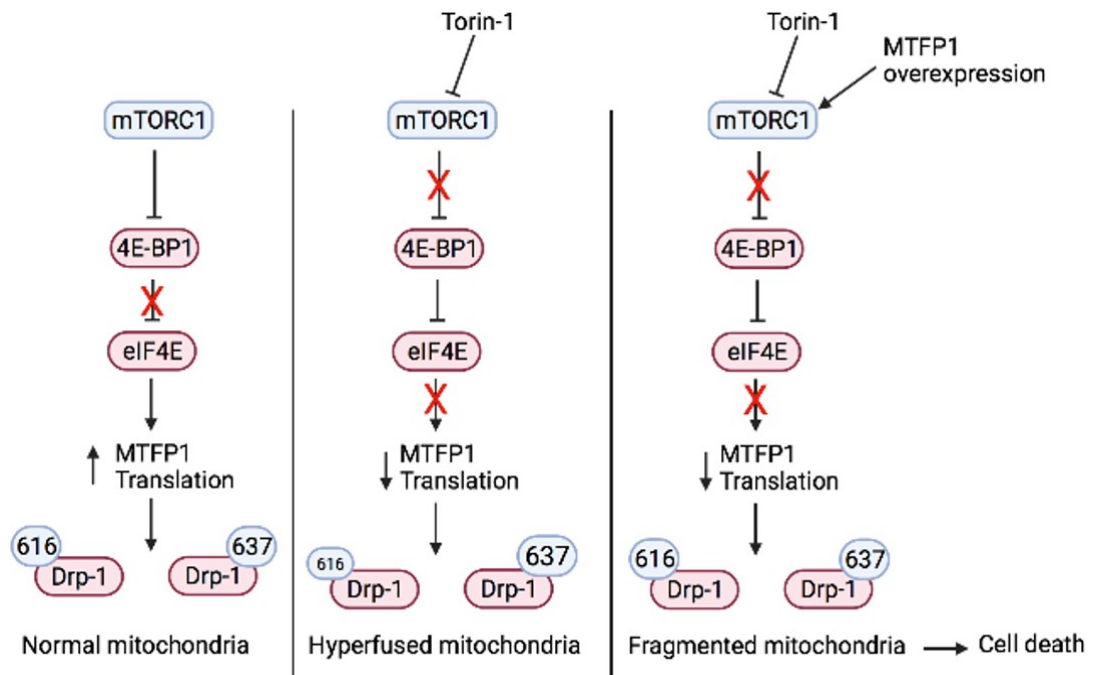 mTORC1
4E-BP1
eIF4E
MTFP1
Translation
616
Drp-1
637
Drp-1
Normal mitochondria
Torin-1
mTORC1
4E-BP1
eIF4E
MTFP1
Translation
616
Drp-1
637
Drp-1
Hyperfused mitochondria
Torin-1
MTFP1
overexpression
mTORC1
4E-BP1
eIF4E
MTFP1
Translation
616
Drp-1
637
Drp-1
Fragmented mitochondria
Cell death